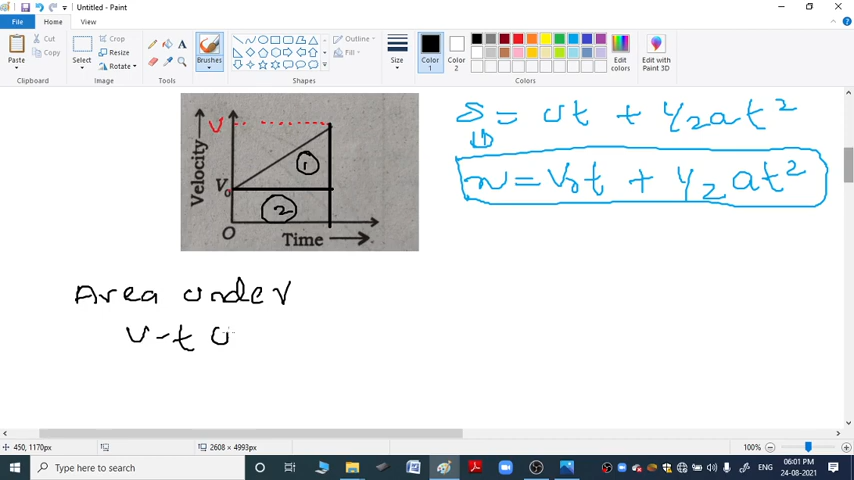 Untitled - Paint
File Home View
Paste
Cut
Copy
Clipboard
Select
Crop
Resize
Rotate
Image
Tools
Brushes
Shapes
Outline
Fill
Size
Color 1
Color 2
Colors
Edit colors
Edit with Paint 3D
Velocity
V
V0
O
Time
1
2
S = ut + 1/2at2
x = V0t + 1/2 at2
Area under
v-t
450, 1170px
2608 × 4993px
100%
Type here to search
ENG
06:01 PM
24-08-2021